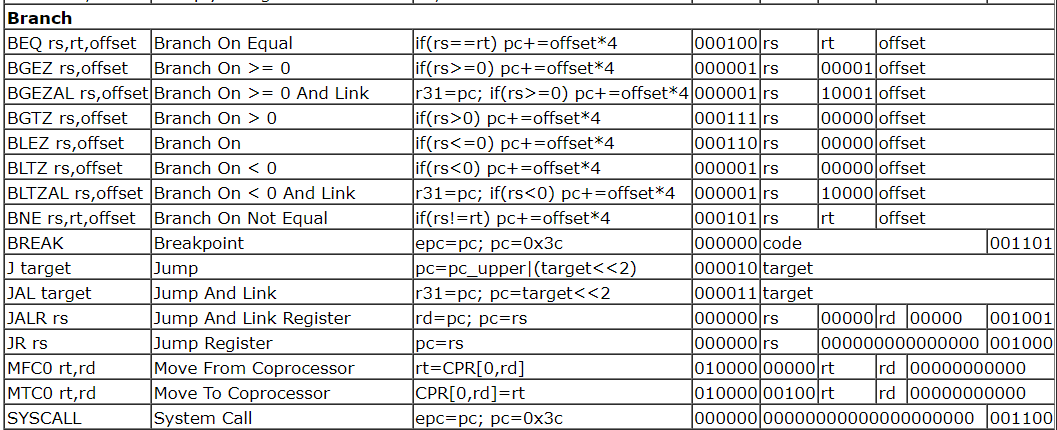 Branch
BEQ rs,rt,offset Branch On Equal if(rs==rt) pc+=offset*4 000100 rs rt offset
BGEZ rs,offset Branch On >= 0 if(rs>=0) pc+=offset*4 000001 rs 00001 offset
BGEZAL rs,offset Branch On >= 0 And Link r31=pc; if(rs>=0) pc+=offset*4 000001 rs 10001 offset
BGTZ rs,offset Branch On > 0 if(rs>0) pc+=offset*4 000111 rs 00000 offset
BLEZ rs,offset Branch On if(rs<=0) pc+=offset*4 000110 rs 00000 offset
BLTZ rs,offset Branch On < 0 if(rs<0) pc+=offset*4 000001 rs 00000 offset
BLTZAL rs,offset Branch On < 0 And Link r31=pc; if(rs<0) pc+=offset*4 000001 rs 10000 offset
BNE rs,rt,offset Branch On Not Equal if(rs!=rt) pc+=offset*4 000101 rs rt offset
BREAK Breakpoint epc=pc; pc=0x3c 000000 code 001101
J target Jump pc=pc_upper|(target<<2) 000010 target
JAL target Jump And Link r31=pc; pc=target<<2 000011 target
JALR rs Jump And Link Register rd=pc; pc=rs 000000 rs 00000 rd 00000 001001
JR rs Jump Register pc=rs 000000 rs 000000000000000 001000
MFC0 rt,rd Move From Coprocessor rt=CPR[0,rd] 010000 00000 rt rd 00000000000
MTC0 rt,rd Move To Coprocessor CPR[0,rd]=rt 010000 00100 rt rd 00000000000
SYSCALL System Call epc=pc; pc=0x3c 000000 00000000000000000000 001100